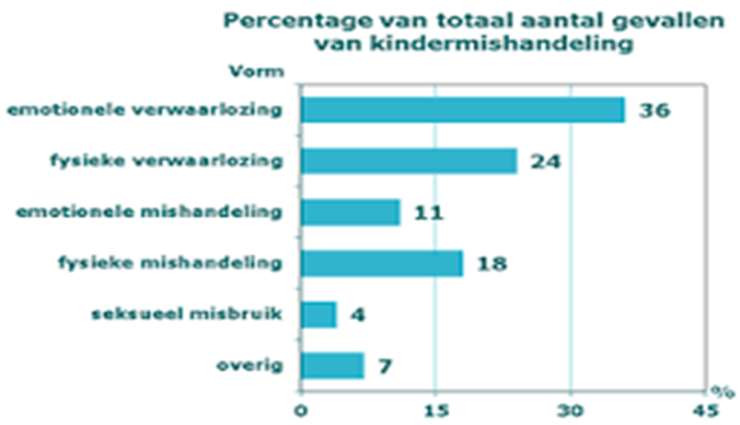 Percentage van totaal aantal gevallen
van kindermishandeling
Vorm
emotionele verwaarlozing 36
fysieke verwaarlozing 24
emotionele mishandeling 11
fysieke mishandeling 18
seksueel misbruik 4
overig 7
%
0 15 30 45